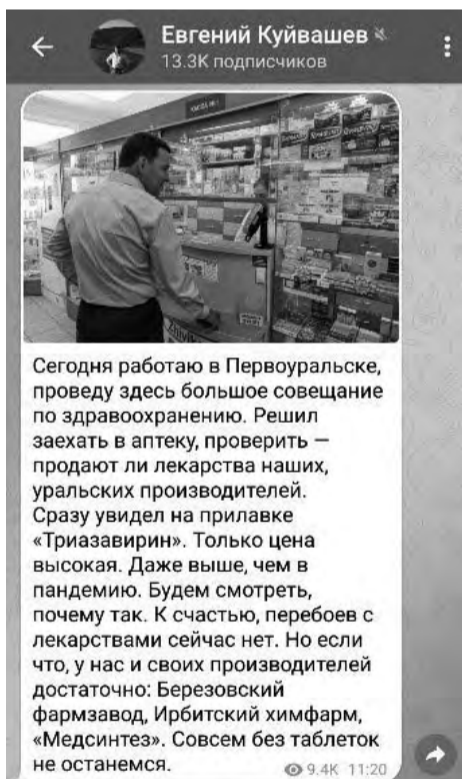 Евгений Куйвашев
13.3K подписчиков
Сегодня работаю в Первоуральске,
проведу здесь большое совещание
по здравоохранению. Решил
заехать в аптеку, проверить —
продают ли лекарства наших,
уральских производителей.
Сразу увидел на прилавке
«Триазавирин». Только цена
высокая. Даже выше, чем в
пандемию. Будем смотреть,
почему так. К счастью, перебоев с
лекарствами сейчас нет. Но если
что, у нас и своих производителей
достаточно: Березовский
фармзавод, Ирбитский химфарм,
«Медсинтез». Совсем без таблеток
не останемся.
9.4K 11:20